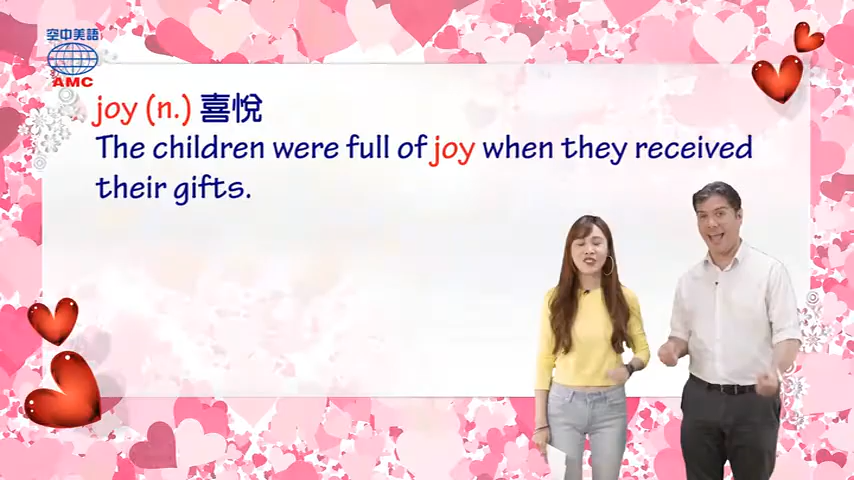 空中美語
AMC
joy (n.) 喜悅
The children were full of joy when they received
their gifts.